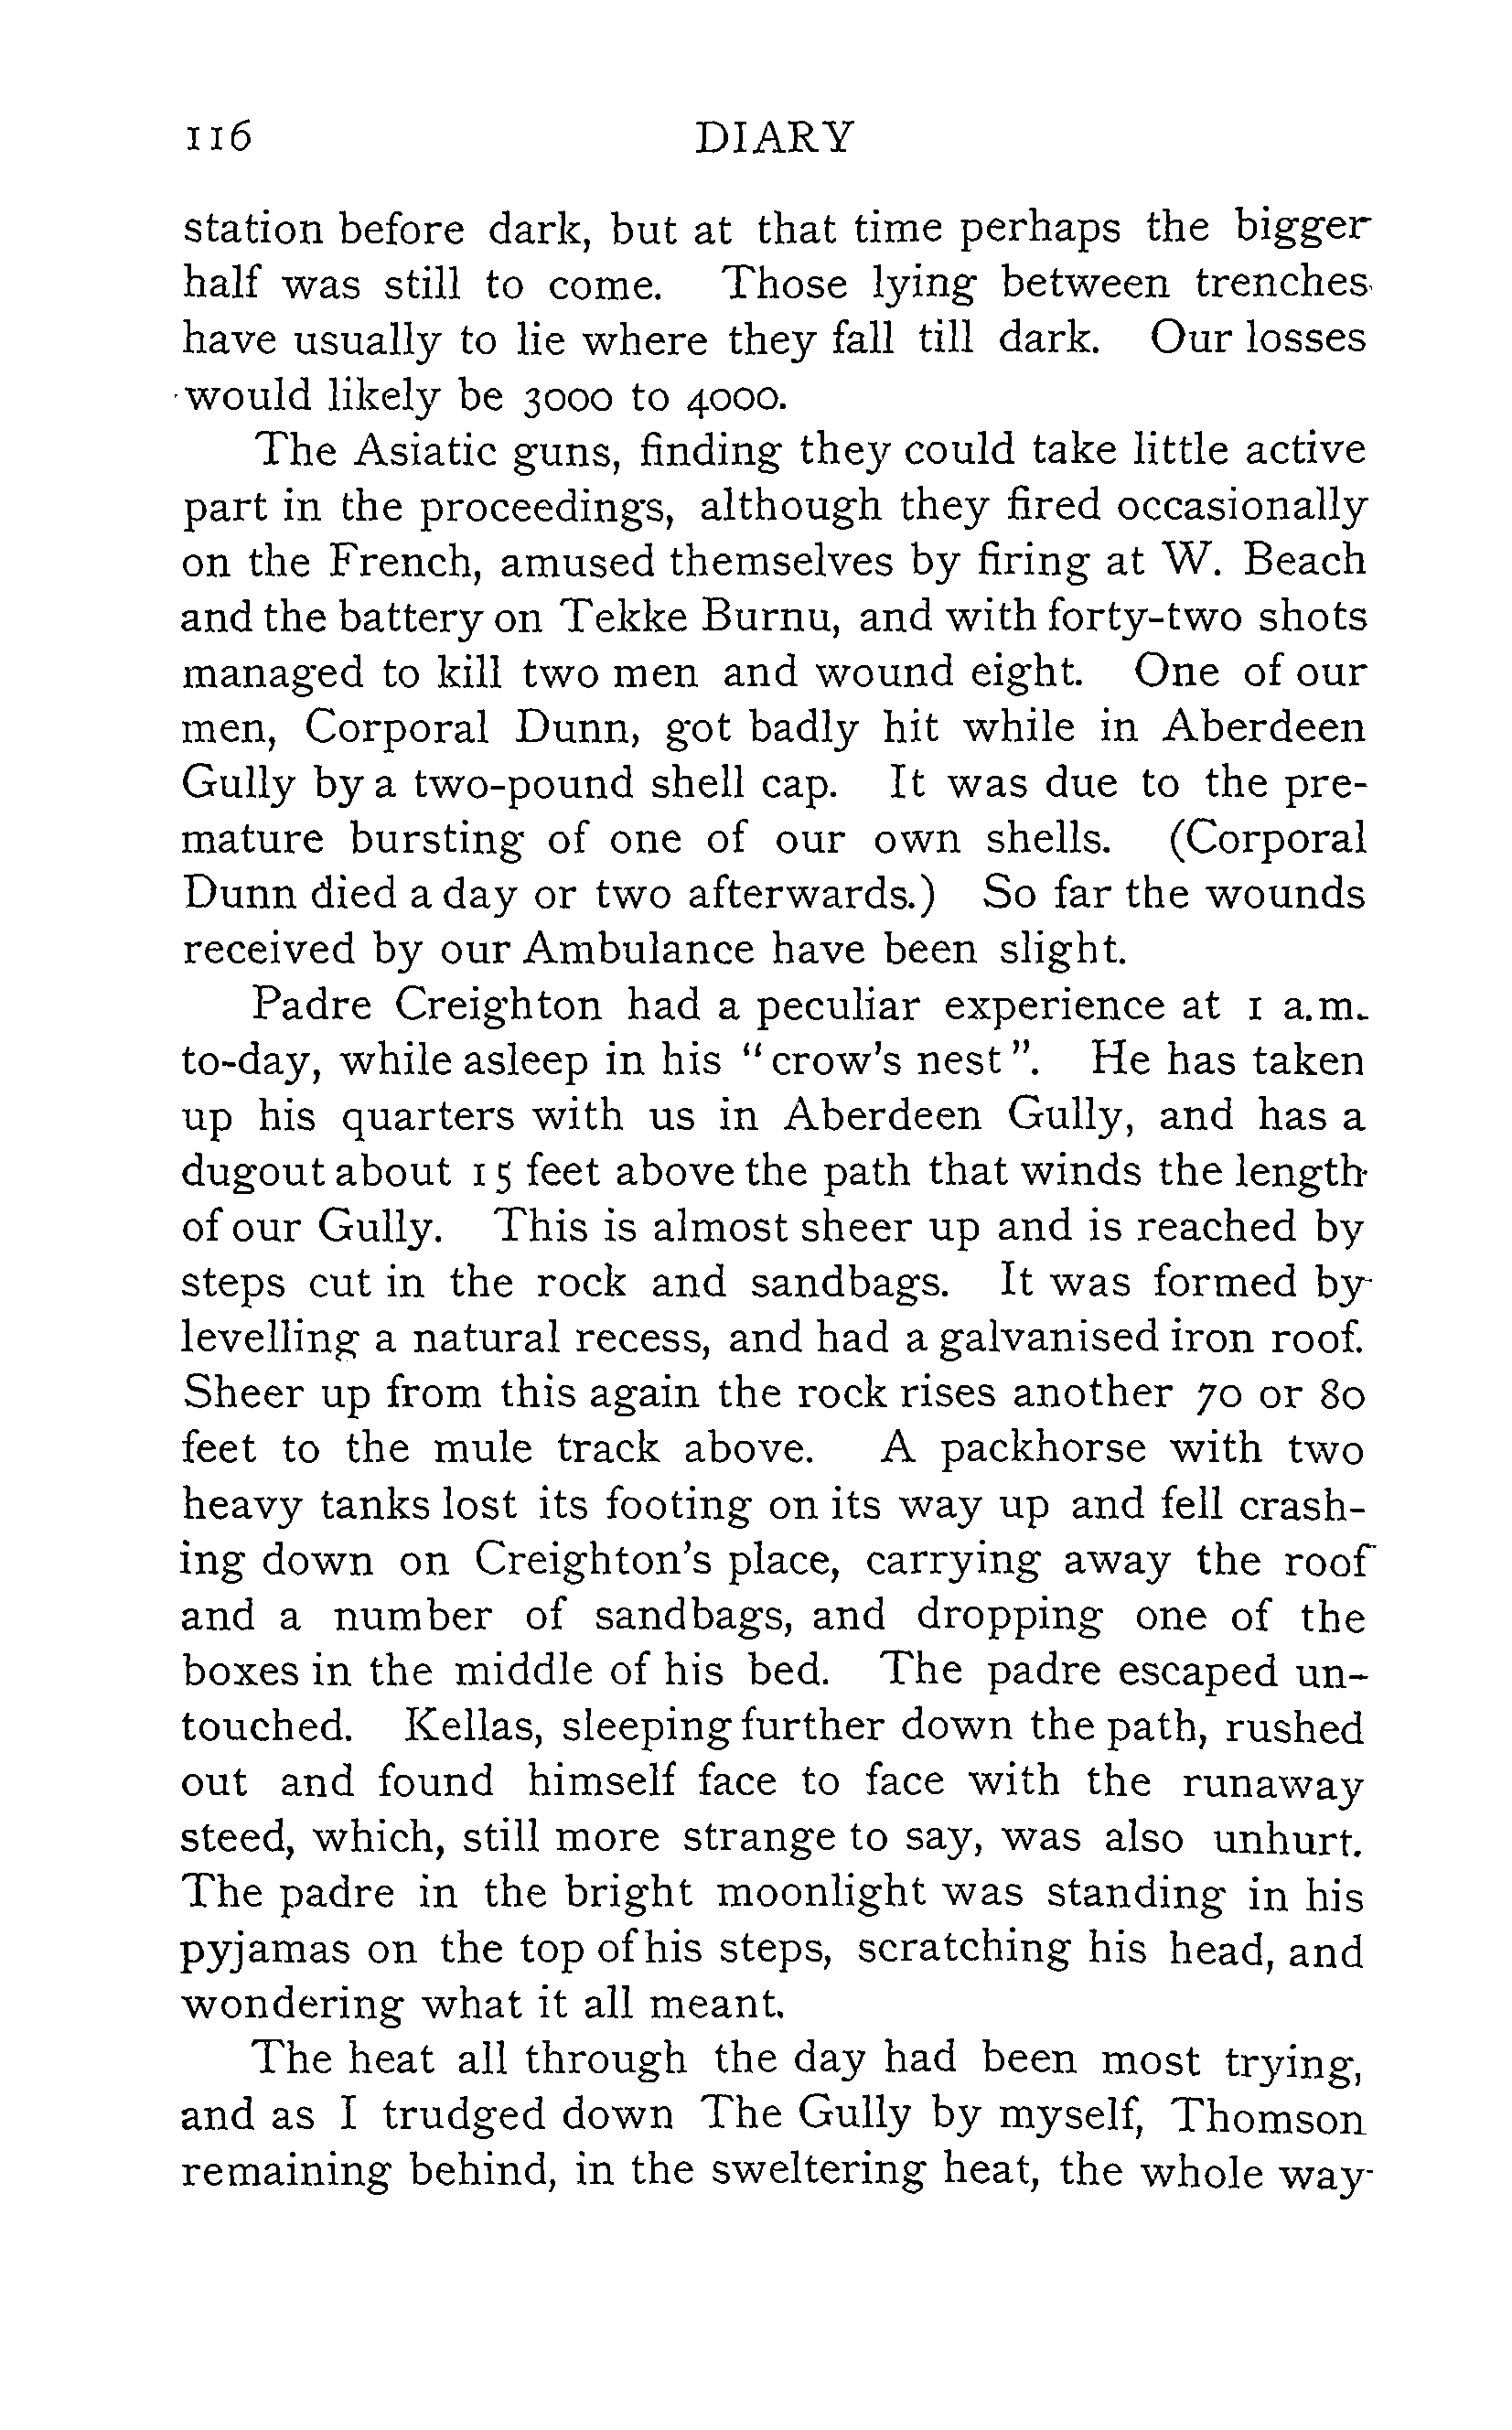 116 DIARY
station before dark, but at that time perhaps the bigger
half was still to come. Those lying between trenches
have usually to lie where they fall till dark. Our losses
would likely be 3000 to 4000.
The Asiatic guns, finding they could take little active
part in the proceedings, although they fired occasionally
on the French, amused themselves by firing at W. Beach
and the battery on Tekke Burnu, and with forty-two shots
managed to kill two men and wound eight. One of our
men, Corporal Dunn, got badly hit while in Aberdeen
Gully by a two-pound shell cap. It was due to the pre-
mature bursting of one of our own shells. (Corporal
Dunn died a day or two afterwards.) So far the wounds
received by our Ambulance have been slight.
Padre Creighton had a peculiar experience at 1 a.m.
to-day, while asleep in his "crow's nest". He has taken
up his quarters with us in Aberdeen Gully, and has a
dugout about 15 feet above the path that winds the length
of our Gully. This is almost sheer up and is reached by
steps cut in the rock and sandbags. It was formed by
levelling a natural recess, and had a galvanised iron roof.
Sheer up from this again the rock rises another 70 or 80
feet to the mule track above. A packhorse with two
heavy tanks lost its footing on its way up and fell crash-
ing down on Creighton's place, carrying away the roof
and a number of sandbags, and dropping one of the
boxes in the middle of his bed. The padre escaped un-
touched. Kellas, sleeping further down the path, rushed
out and found himself face to face with the runaway
steed, which, still more strange to say, was also unhurt.
The padre in the bright moonlight was standing in his
pyjamas on the top of his steps, scratching his head, and
wondering what it all meant.
The heat all through the day had been most trying,
and as I trudged down The Gully by myself, Thomson
remaining behind, in the sweltering heat, the whole way